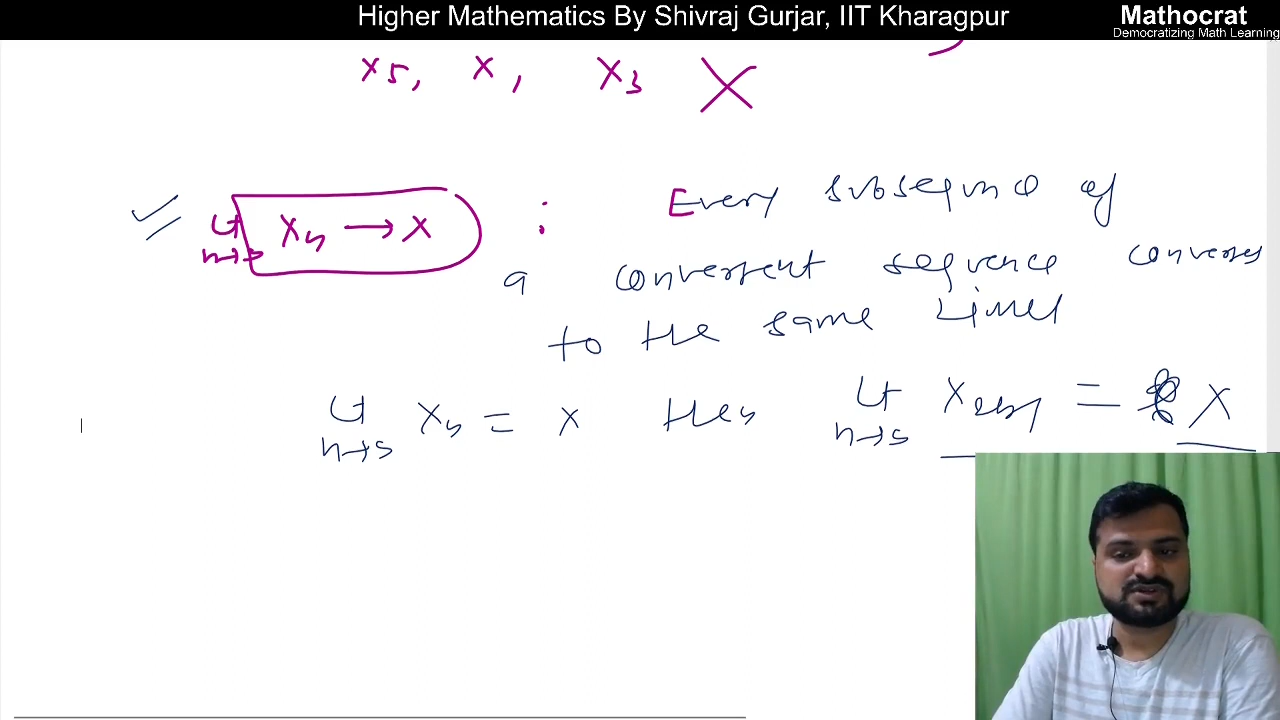 Higher Mathematics By Shivraj Gurjar, IIT Kharagpur
Mathocrat
Democratizing Math Learning
x5, x, x3 X
Lt n→∞ xn → x : Every subsequence of
a convergent sequence converges
to the same Limit
Lt n→∞ xn = x then Lt n→∞ = x